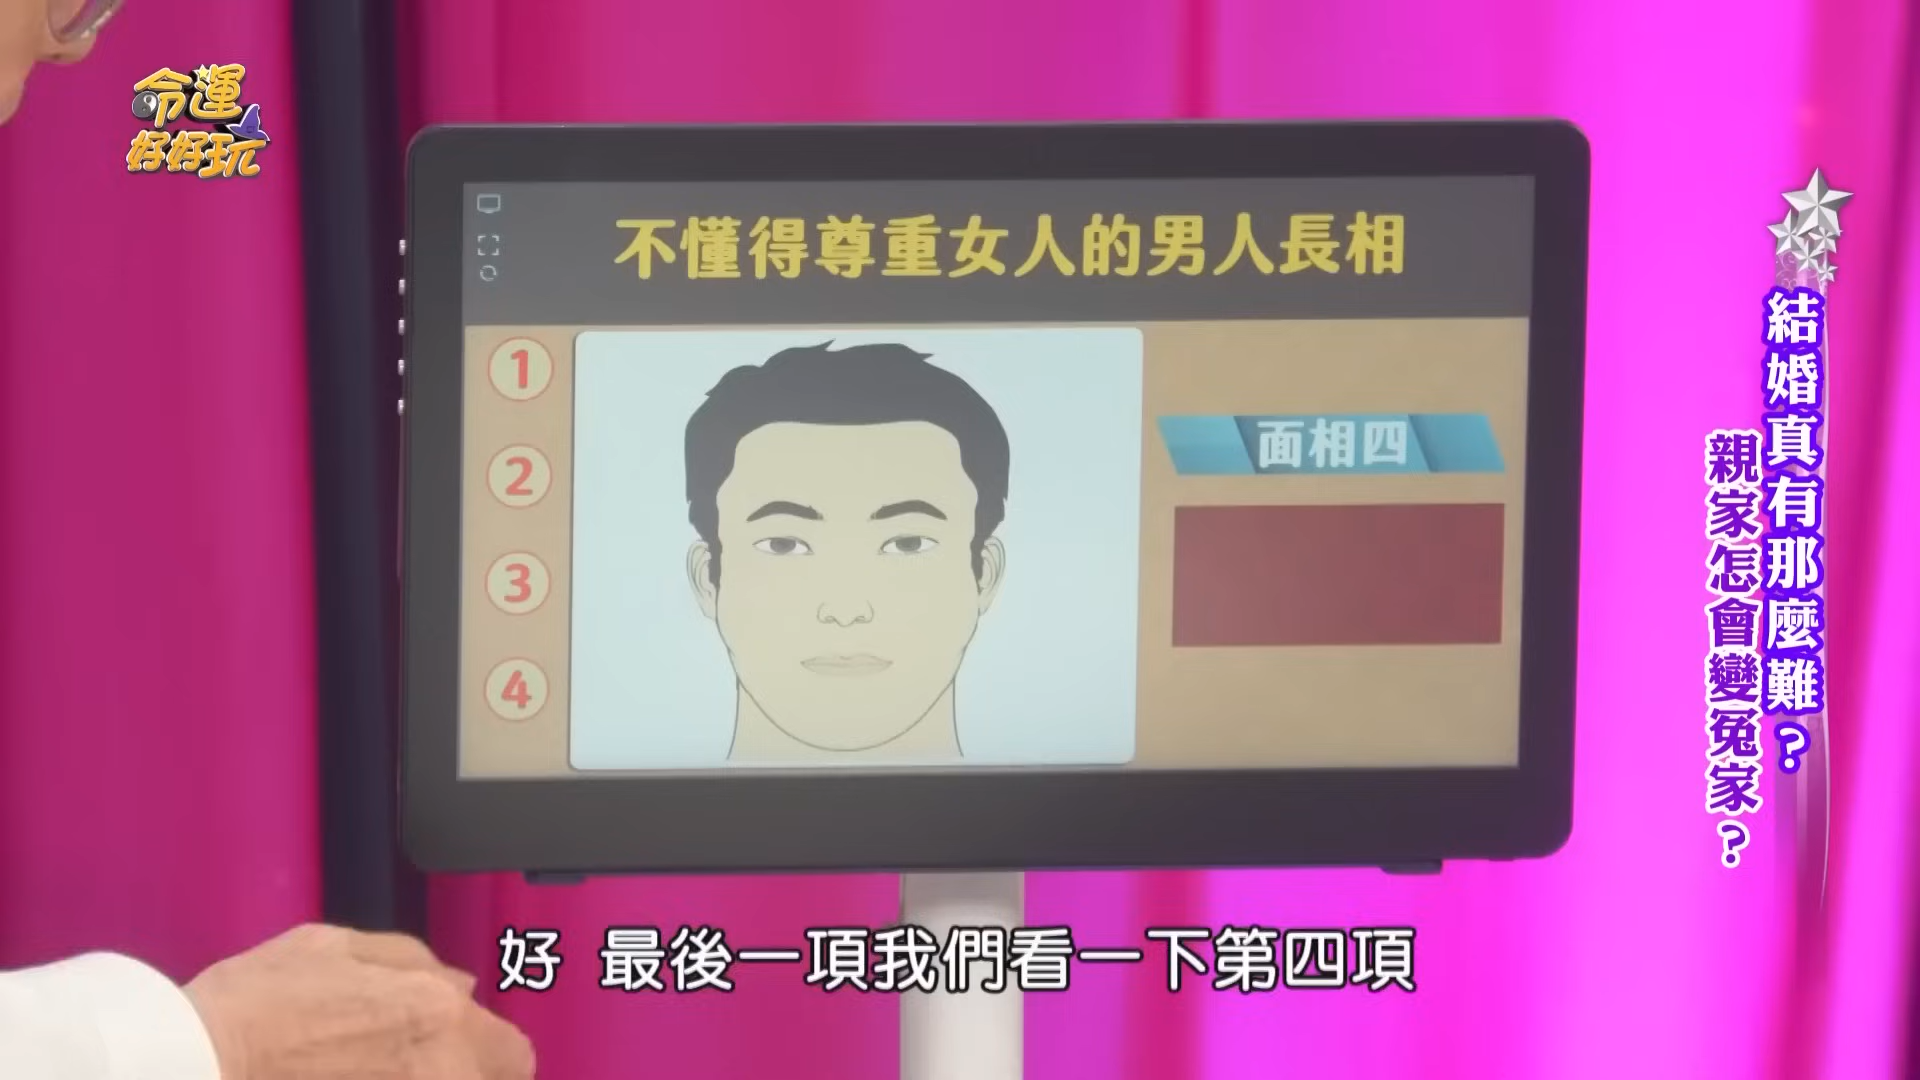 命運
好好玩
不懂得尊重女人的男人長相
1
2
3
4
面相四
結婚真有那麼難？
親家怎會變冤家？
好 最後一項我們看一下第四項